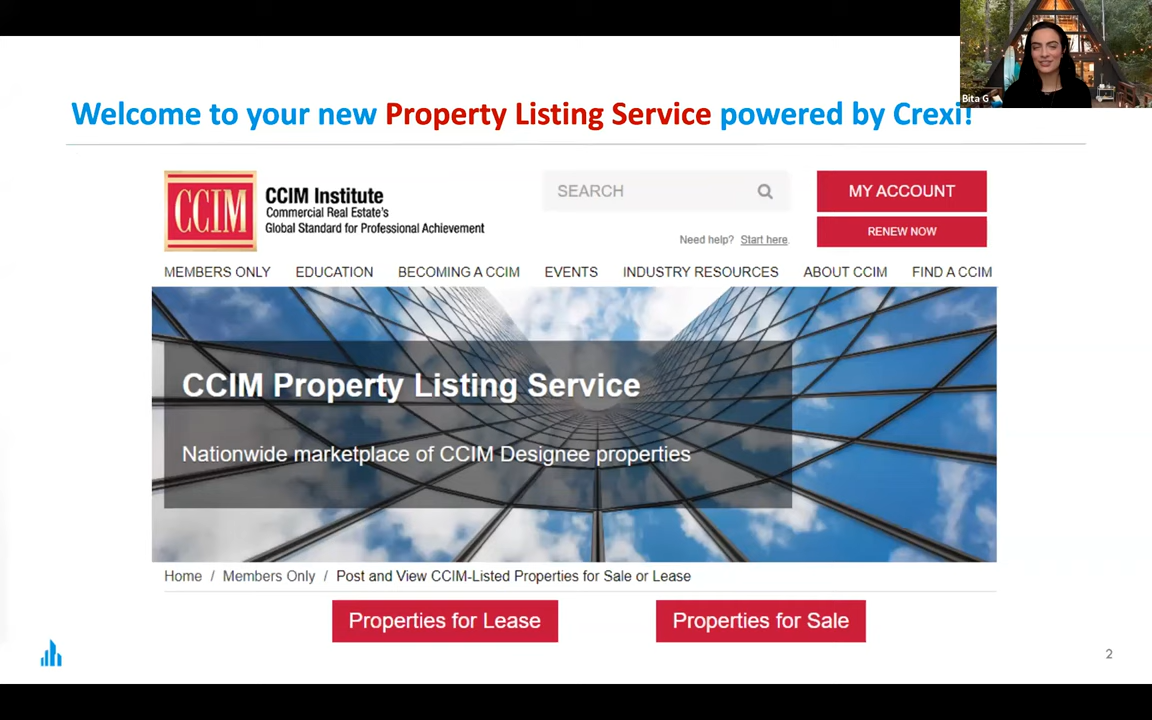 Bita G
Welcome to your new Property Listing Service powered by Crexi!
CCIM
CCIM Institute
Commercial Real Estate's
Global Standard for Professional Achievement
SEARCH
MY ACCOUNT
Need help? Start here.
RENEW NOW
MEMBERS ONLY EDUCATION BECOMING A CCIM EVENTS INDUSTRY RESOURCES ABOUT CCIM FIND A CCIM
CCIM Property Listing Service
Nationwide marketplace of CCIM Designee properties
Home / Members Only / Post and View CCIM-Listed Properties for Sale or Lease
Properties for Lease Properties for Sale
2